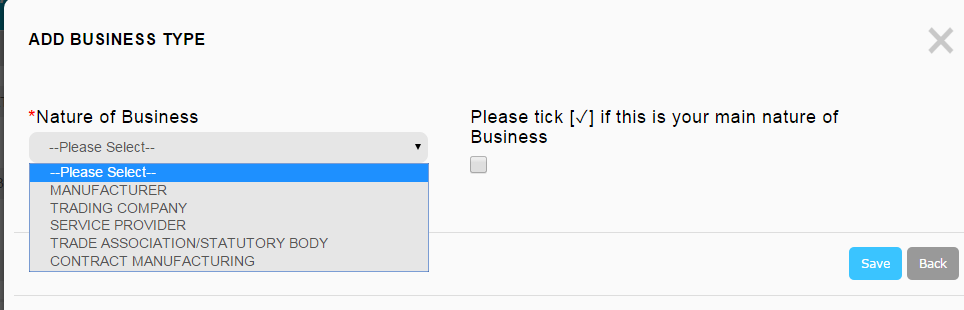 ADD BUSINESS TYPE
*Nature of Business
Please tick [✓] if this is your main nature of
Business
--Please Select--
--Please Select--
MANUFACTURER
TRADING COMPANY
SERVICE PROVIDER
TRADE ASSOCIATION/STATUTORY BODY
CONTRACT MANUFACTURING
Save
Back